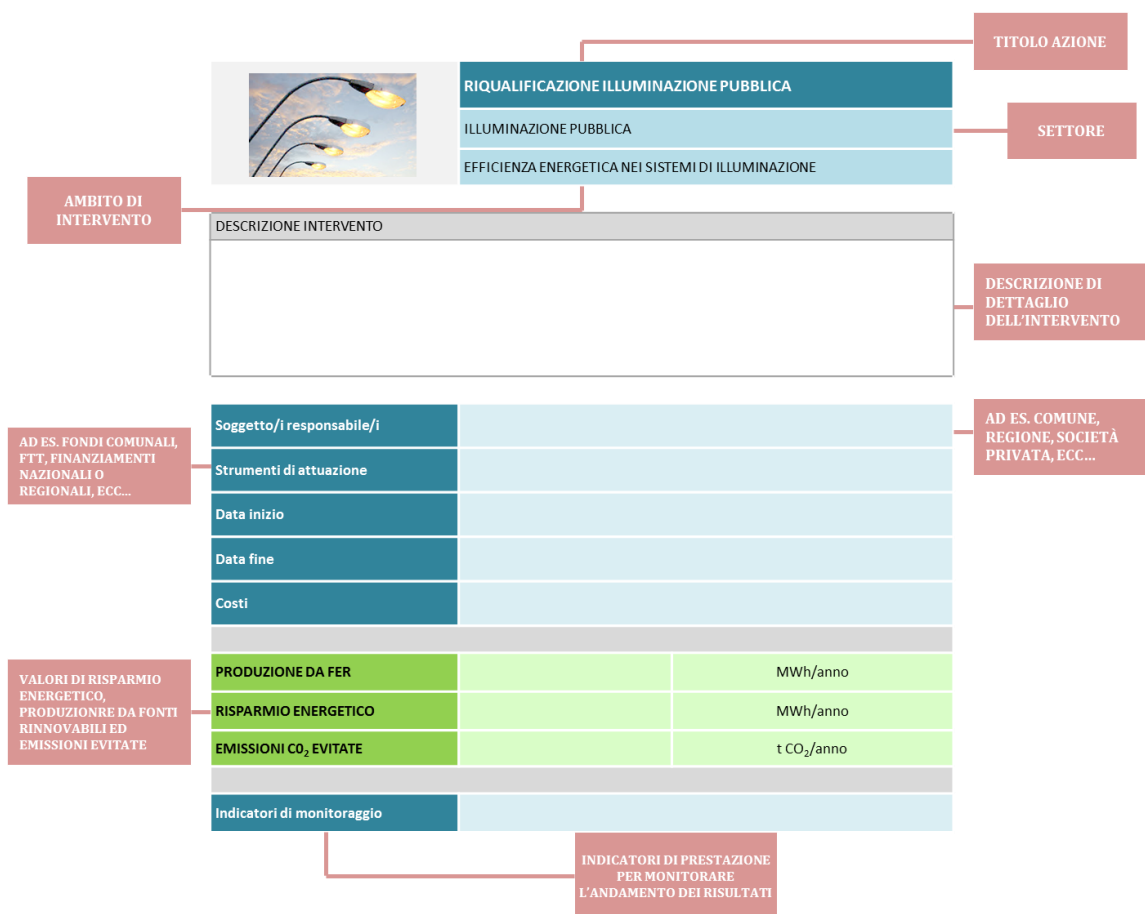 TITOLO AZIONE
RIQUALIFICAZIONE ILLUMINAZIONE PUBBLICA
ILLUMINAZIONE PUBBLICA
SETTORE
EFFICIENZA ENERGETICA NEI SISTEMI DI ILLUMINAZIONE
AMBITO DI
INTERVENTO
DESCRIZIONE INTERVENTO
DESCRIZIONE DI
DETTAGLIO
DELL'INTERVENTO
Soggetto/i responsabile/i
AD ES. COMUNE,
REGIONE, SOCIETÀ
PRIVATA, ECC...
AD ES. FONDI COMUNALI,
FTT, FINANZIAMENTI
NAZIONALI O
REGIONALI, ECC...
Strumenti di attuazione
Data inizio
Data fine
Costi
VALORI DI RISPARMIO
ENERGETICO,
PRODUZIONRE DA FONTI
RINNOVABILI ED
EMISSIONI EVITATE
PRODUZIONE DA FER MWh/anno
RISPARMIO ENERGETICO MWh/anno
EMISSIONI C0₂ EVITATE t CO₂/anno
Indicatori di monitoraggio
INDICATORI DI PRESTAZIONE
PER MONITORARE
L'ANDAMENTO DEI RISULTATI